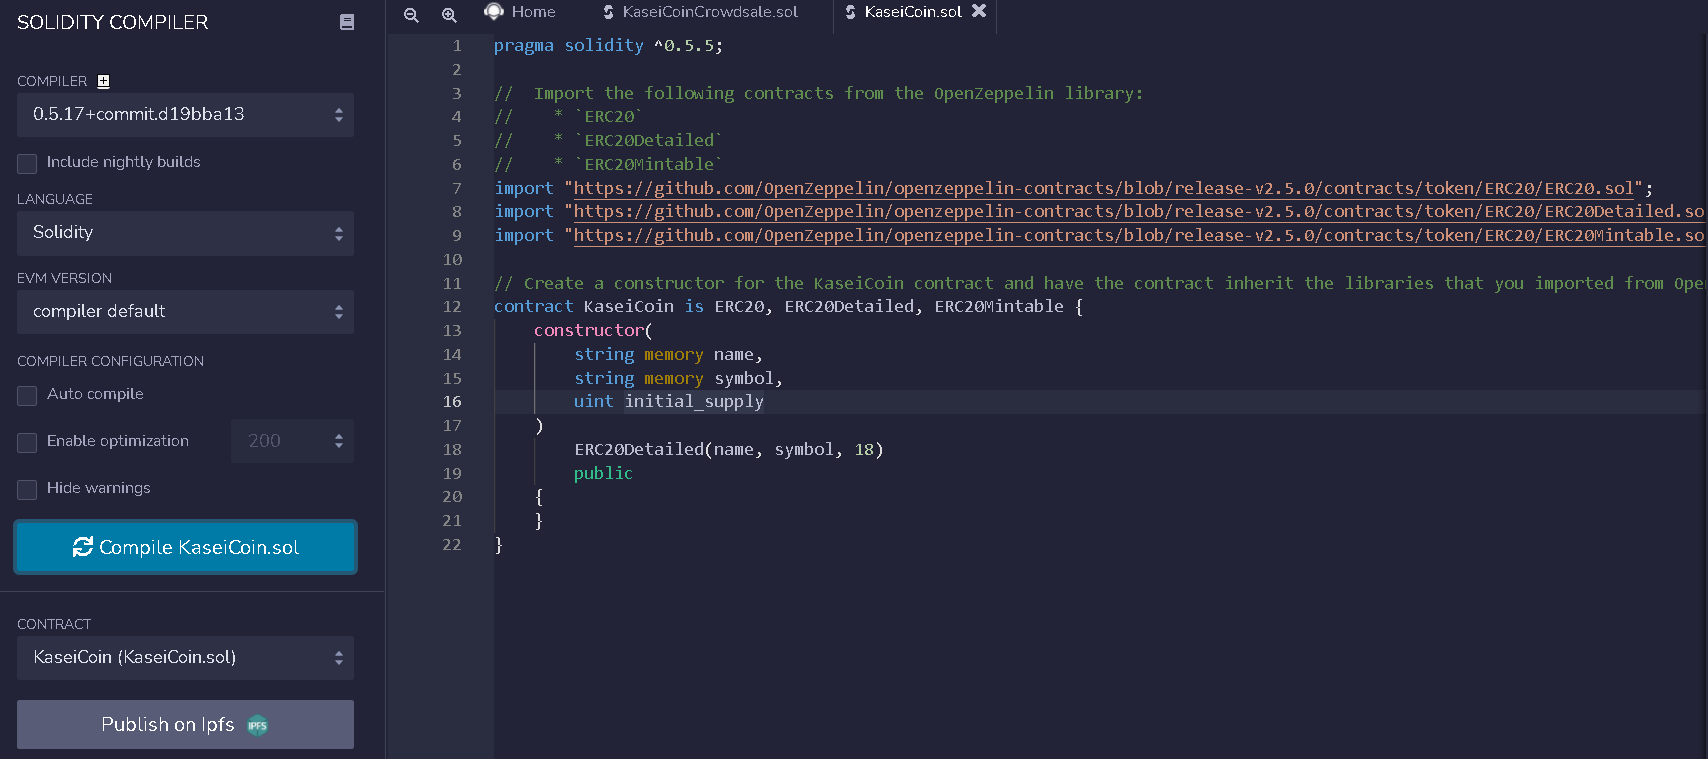 SOLIDITY COMPILER
COMPILER
0.5.17+commit.d19bba13
Include nightly builds
LANGUAGE
Solidity
EVM VERSION
compiler default
COMPILER CONFIGURATION
Auto compile
Enable optimization 200
Hide warnings
Compile KaseiCoin.sol
CONTRACT
KaseiCoin (KaseiCoin.sol)
Publish on Ipfs IPFS
Home KaseiCoinCrowdsale.sol KaseiCoin.sol
1 pragma solidity ^0.5.5;
2
3 //  Import the following contracts from the OpenZeppelin library:
4 //    * `ERC20`
5 //    * `ERC20Detailed`
6 //    * `ERC20Mintable`
7 import "https://github.com/OpenZeppelin/openzeppelin-contracts/blob/release-v2.5.0/contracts/token/ERC20/ERC20.sol";
8 import "https://github.com/OpenZeppelin/openzeppelin-contracts/blob/release-v2.5.0/contracts/token/ERC20/ERC20Detailed.so
9 import "https://github.com/OpenZeppelin/openzeppelin-contracts/blob/release-v2.5.0/contracts/token/ERC20/ERC20Mintable.so
10
11 // Create a constructor for the KaseiCoin contract and have the contract inherit the libraries that you imported from Ope
12 contract KaseiCoin is ERC20, ERC20Detailed, ERC20Mintable {
13     constructor(
14         string memory name,
15         string memory symbol,
16         uint initial_supply
17     )
18         ERC20Detailed(name, symbol, 18)
19         public
20     {
21     }
22 }